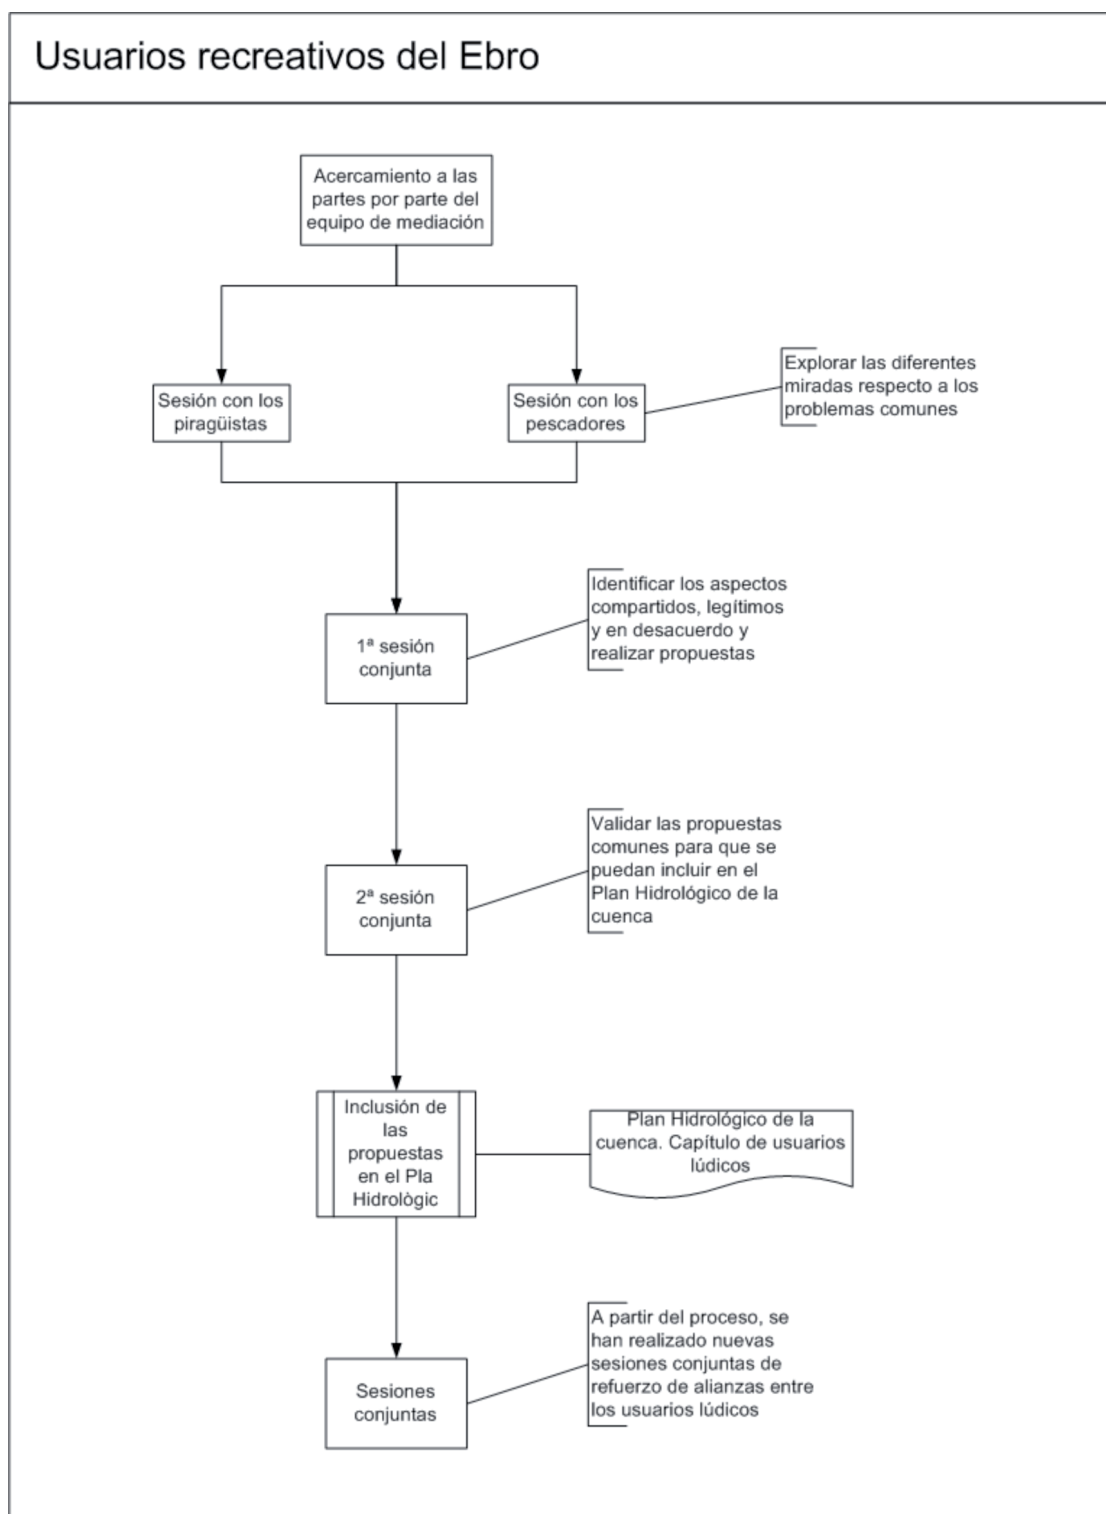 Usuarios recreativos del Ebro
Acercamiento a las
partes por parte del
equipo de mediación
Sesión con los
piragüistas
Sesión con los
pescadores
Explorar las diferentes
miradas respecto a los
problemas comunes
1ª sesión
conjunta
Identificar los aspectos
compartidos, legítimos
y en desacuerdo y
realizar propuestas
2ª sesión
conjunta
Validar las propuestas
comunes para que se
puedan incluir en el
Plan Hidrológico de la
cuenca
Inclusión de
las
propuestas
en el Pla
Hidrològic
Plan Hidrológico de la
cuenca. Capítulo de usuarios
lúdicos
Sesiones
conjuntas
A partir del proceso, se
han realizado nuevas
sesiones conjuntas de
refuerzo de alianzas entre
los usuarios lúdicos